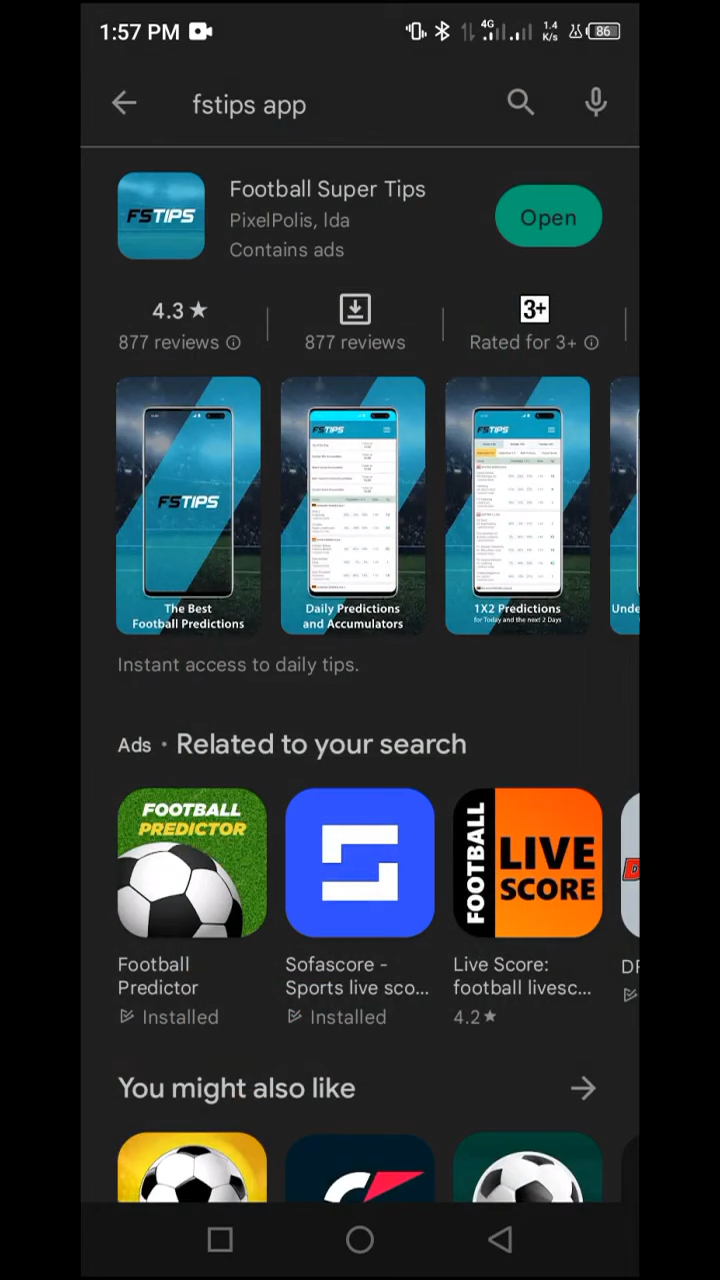 1:57 PM
4G
1.4
K/s
86
fstips app
FSTIPS
Football Super Tips
PixelPolis, lda
Contains ads
Open
4.3
877 reviews
877 reviews
3+
Rated for 3+
FSTIPS
The Best
Football Predictions
FSTIPS
Daily Predictions
and Accumulators
FSTIPS
1X2 Predictions
for Today and the next 2 Days
Unde
Instant access to daily tips.
Ads • Related to your search
FOOTBALL
PREDICTOR
FOOTBALL
LIVE
SCORE
Football
Predictor
Installed
Sofascore -
Sports live sco...
Installed
Live Score:
football livesc...
4.2
You might also like